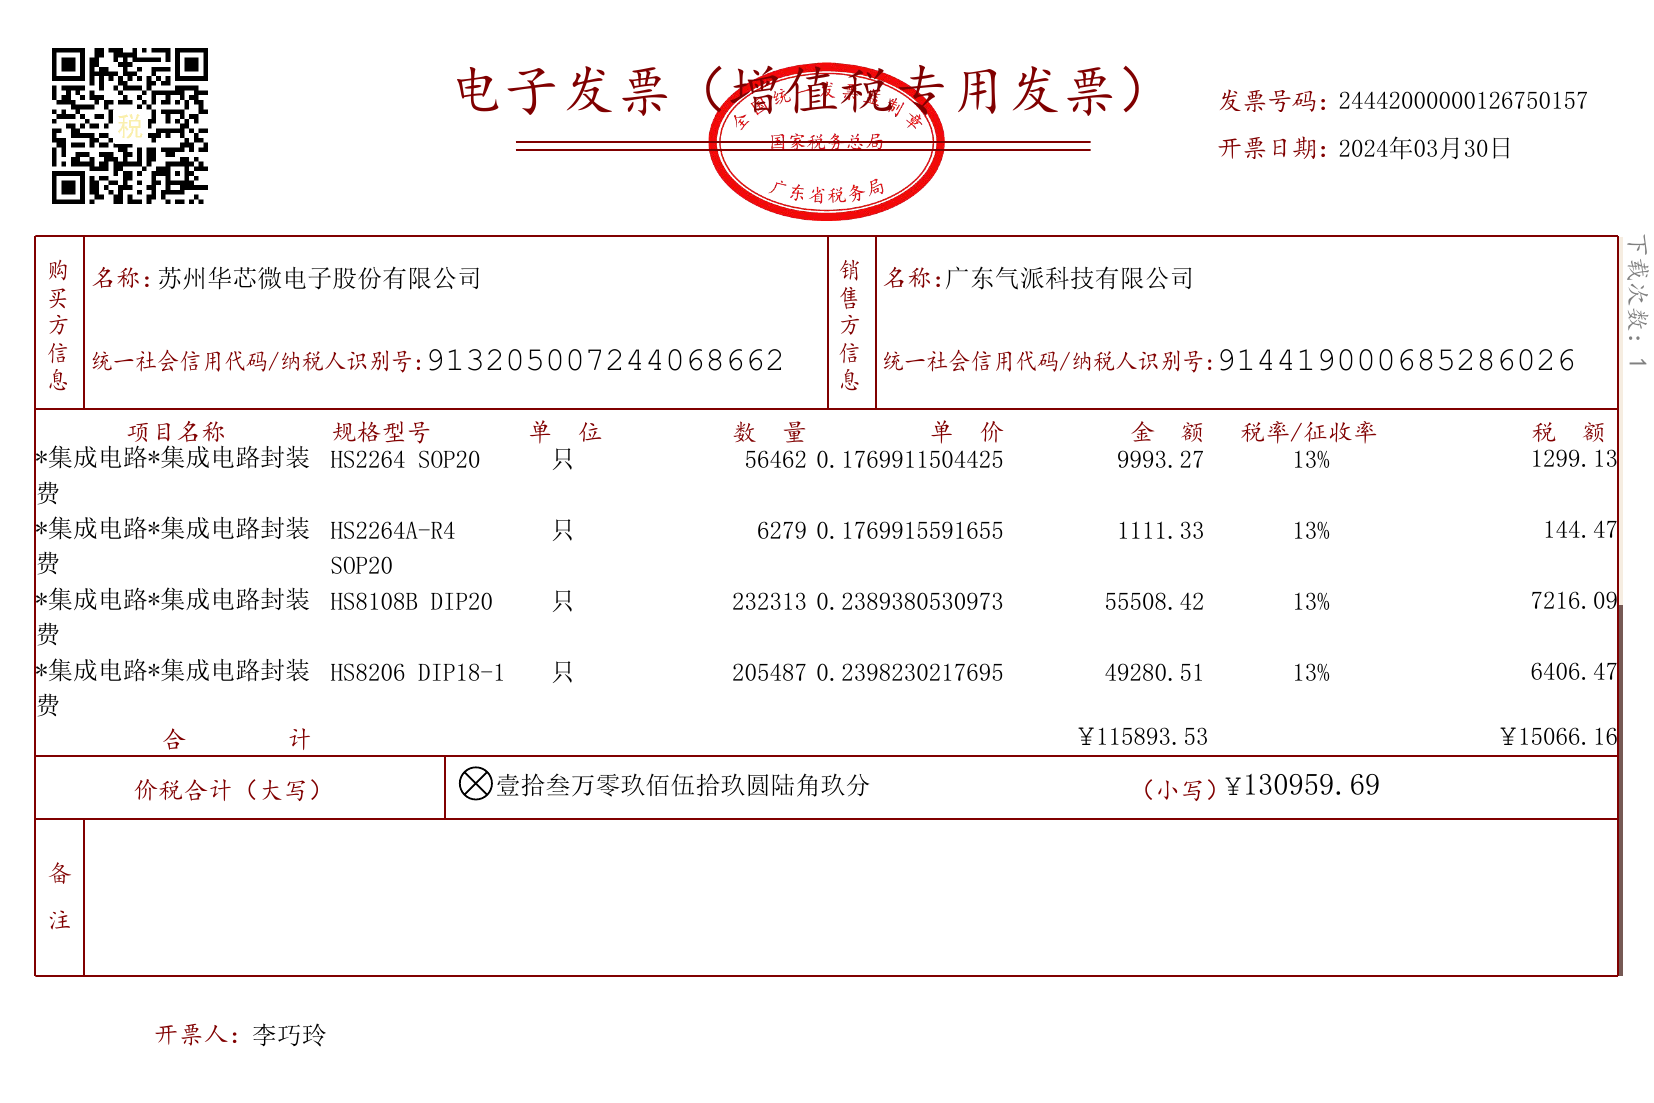 电子发票（增值税专用发票）
全国统一发票监制章
国家税务总局
广东省税务局
税
发票号码：24442000000126750157
开票日期：2024年03月30日
下载次数：1
购买方信息
名称：苏州华芯微电子股份有限公司
统一社会信用代码/纳税人识别号：913205007244068662
销售方信息
名称：广东气派科技有限公司
统一社会信用代码/纳税人识别号：914419000685286026
项目名称 规格型号 单 位 数 量 单 价 金 额 税率/征收率 税 额
*集成电路*集成电路封装 HS2264 SOP20 只 56462 0.1769911504425 9993.27 13% 1299.13
费
*集成电路*集成电路封装 HS2264A-R4 只 6279 0.1769915591655 1111.33 13% 144.47
费 SOP20
*集成电路*集成电路封装 HS8108B DIP20 只 232313 0.2389380530973 55508.42 13% 7216.09
费
*集成电路*集成电路封装 HS8206 DIP18-1 只 205487 0.2398230217695 49280.51 13% 6406.47
费
合 计 ¥115893.53 ¥15066.16
价税合计（大写） 壹拾叁万零玖佰伍拾玖圆陆角玖分 （小写）¥130959.69
备注
开票人：李巧玲